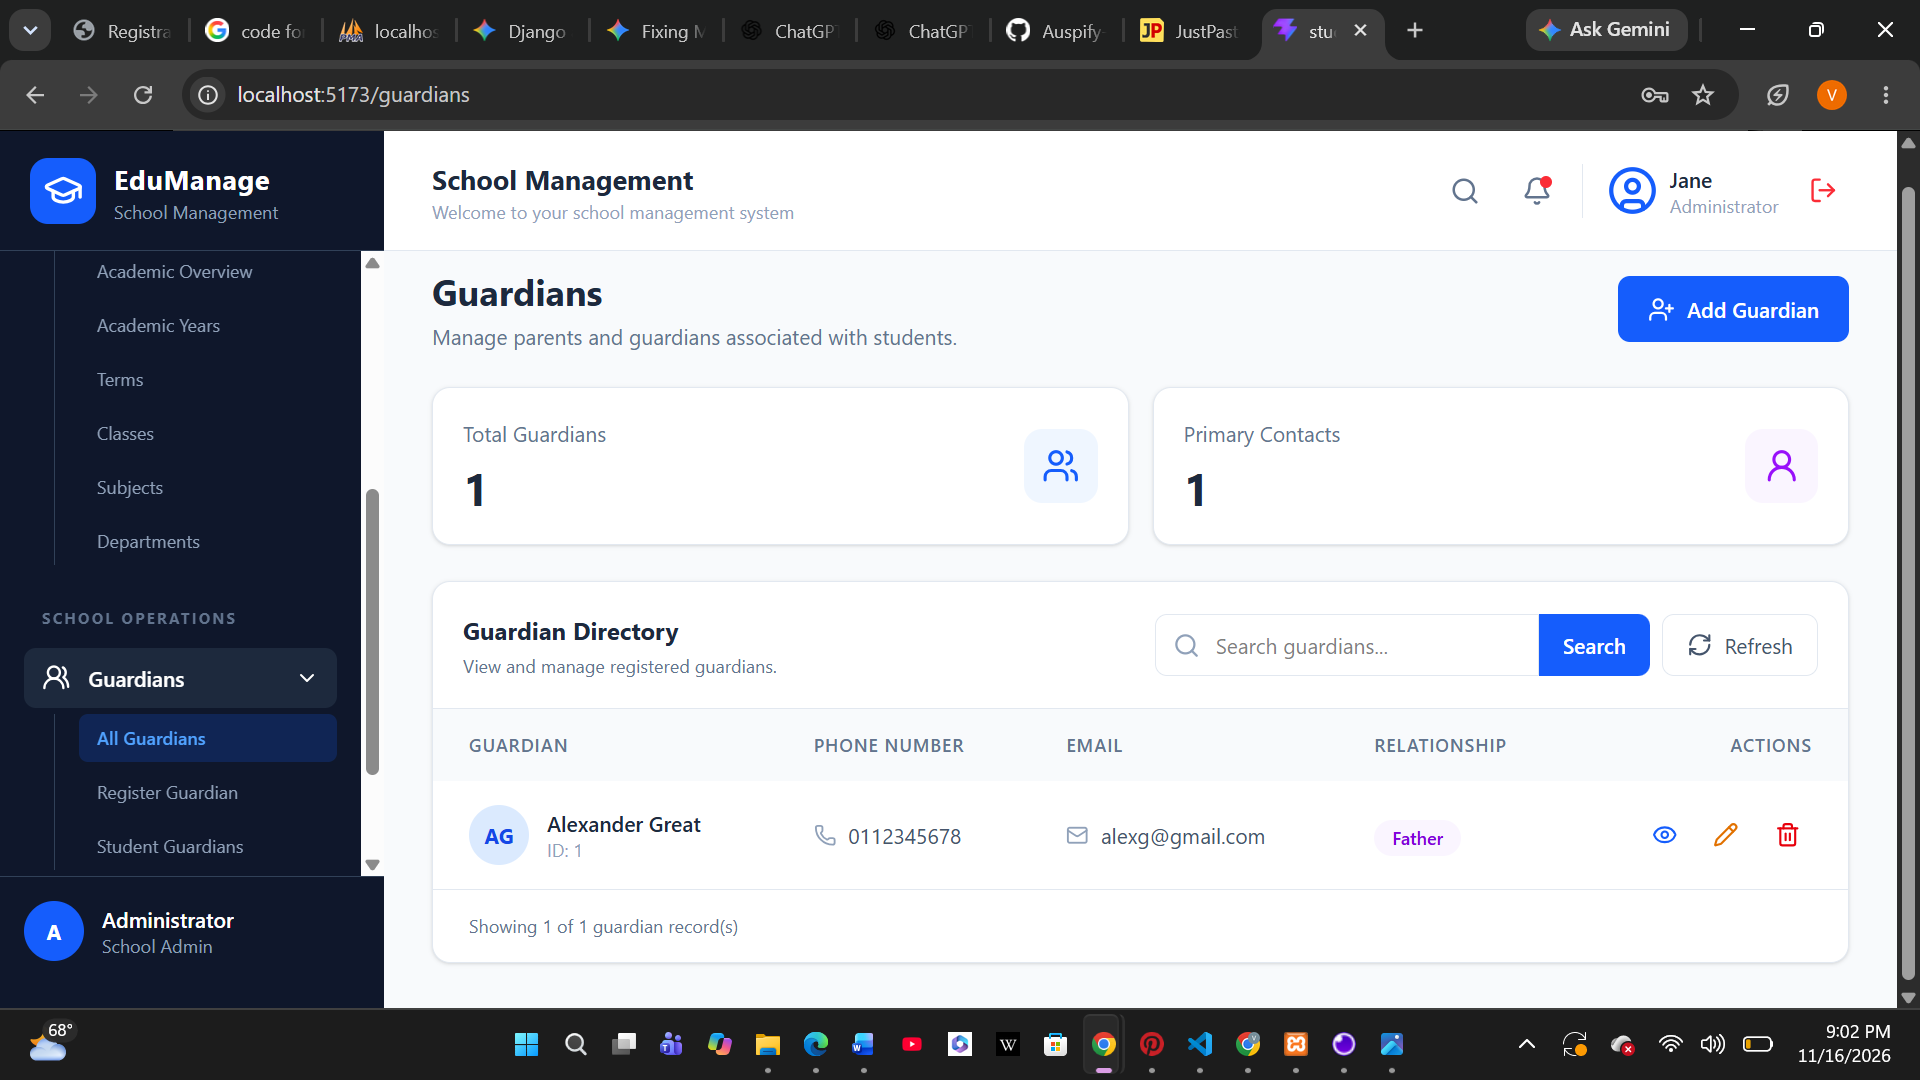 Registra
code fo
localhos
Django
Fixing M
ChatGP
ChatGP
Auspify-
JustPast
stu
Ask Gemini
localhost:5173/guardians
V
EduManage
School Management
School Management
Welcome to your school management system
Jane
Administrator
Academic Overview
Academic Years
Terms
Classes
Subjects
Departments
SCHOOL OPERATIONS
Guardians
All Guardians
Register Guardian
Student Guardians
A
Administrator
School Admin
Guardians
Manage parents and guardians associated with students.
Add Guardian
Total Guardians
1
Primary Contacts
1
Guardian Directory
View and manage registered guardians.
Search guardians...
Search
Refresh
GUARDIAN PHONE NUMBER EMAIL RELATIONSHIP ACTIONS
AG
Alexander Great
ID: 1
0112345678
alexg@gmail.com
Father
Showing 1 of 1 guardian record(s)
68°
9:02 PM
11/16/2026